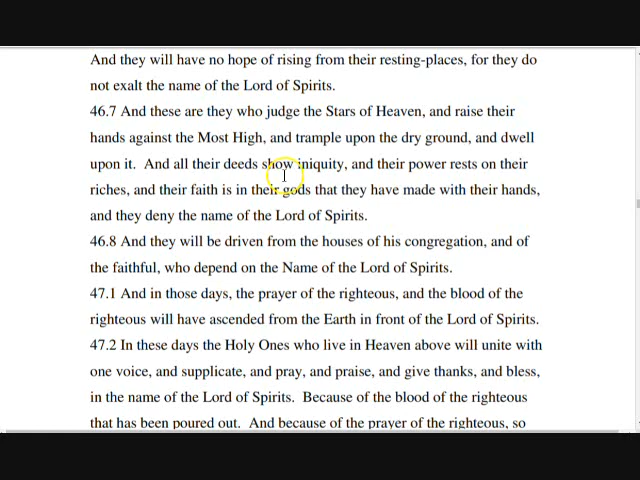 And they will have no hope of rising from their resting-places, for they do
not exalt the name of the Lord of Spirits.
46.7 And these are they who judge the Stars of Heaven, and raise their
hands against the Most High, and trample upon the dry ground, and dwell
upon it.  And all their deeds show iniquity, and their power rests on their
riches, and their faith is in their gods that they have made with their hands,
and they deny the name of the Lord of Spirits.
46.8 And they will be driven from the houses of his congregation, and of
the faithful, who depend on the Name of the Lord of Spirits.
47.1 And in those days, the prayer of the righteous, and the blood of the
righteous will have ascended from the Earth in front of the Lord of Spirits.
47.2 In these days the Holy Ones who live in Heaven above will unite with
one voice, and supplicate, and pray, and praise, and give thanks, and bless,
in the name of the Lord of Spirits.  Because of the blood of the righteous
that has been poured out.  And because of the prayer of the righteous, so